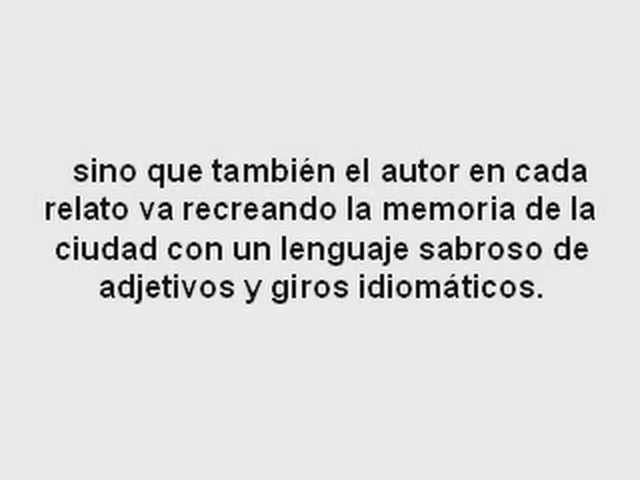 sino que también el autor en cada
relato va recreando la memoria de la
ciudad con un lenguaje sabroso de
adjetivos y giros idiomáticos.